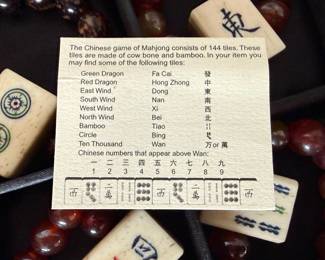 The Chinese game of Mahjong consists of 144 tiles. These
tiles are made of cow bone and bamboo. In your item you
may find some of the following tiles:
Green Dragon Fa Cai 發
Red Dragon Hong Zhong 中
East Wind Dong 東
South Wind Nan 南
West Wind Xi 西
North Wind Bei 北
Bamboo Tiao
Circle Bing
Ten Thousand Wan 万 or 萬
Chinese numbers that appear above Wan:
一 二 三 四 五 六 七 八 九
1 2 3 4 5 6 7 8 9
東